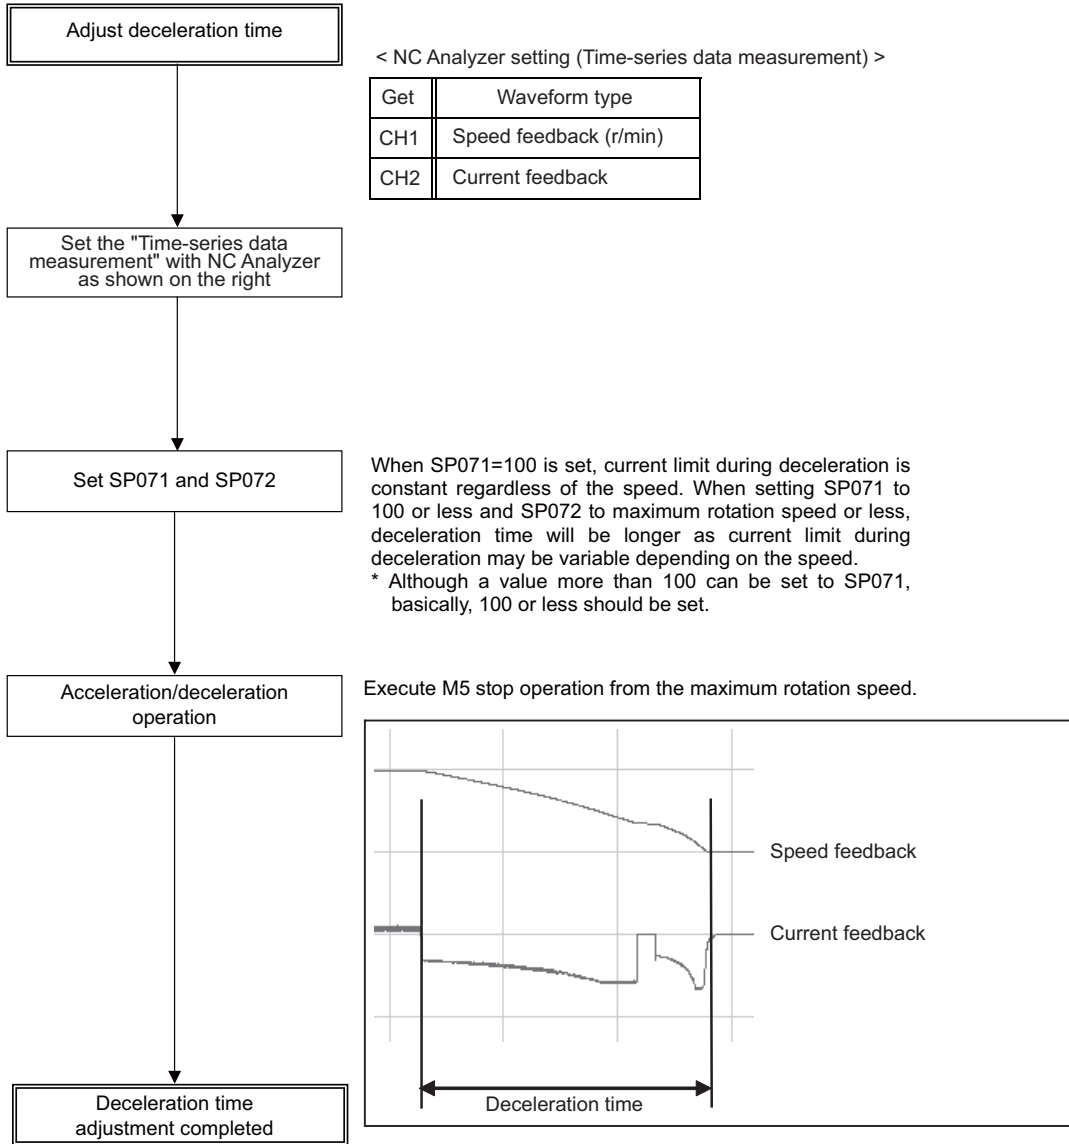 Adjust deceleration time
< NC Analyzer setting (Time-series data measurement) >
Get Waveform type
CH1 Speed feedback (r/min)
CH2 Current feedback
Set the "Time-series data
measurement" with NC Analyzer
as shown on the right
Set SP071 and SP072
When SP071=100 is set, current limit during deceleration is
constant regardless of the speed. When setting SP071 to
100 or less and SP072 to maximum rotation speed or less,
deceleration time will be longer as current limit during
deceleration may be variable depending on the speed.
* Although a value more than 100 can be set to SP071,
basically, 100 or less should be set.
Acceleration/deceleration
operation
Execute M5 stop operation from the maximum rotation speed.
Speed feedback
Current feedback
Deceleration time
Deceleration time
adjustment completed